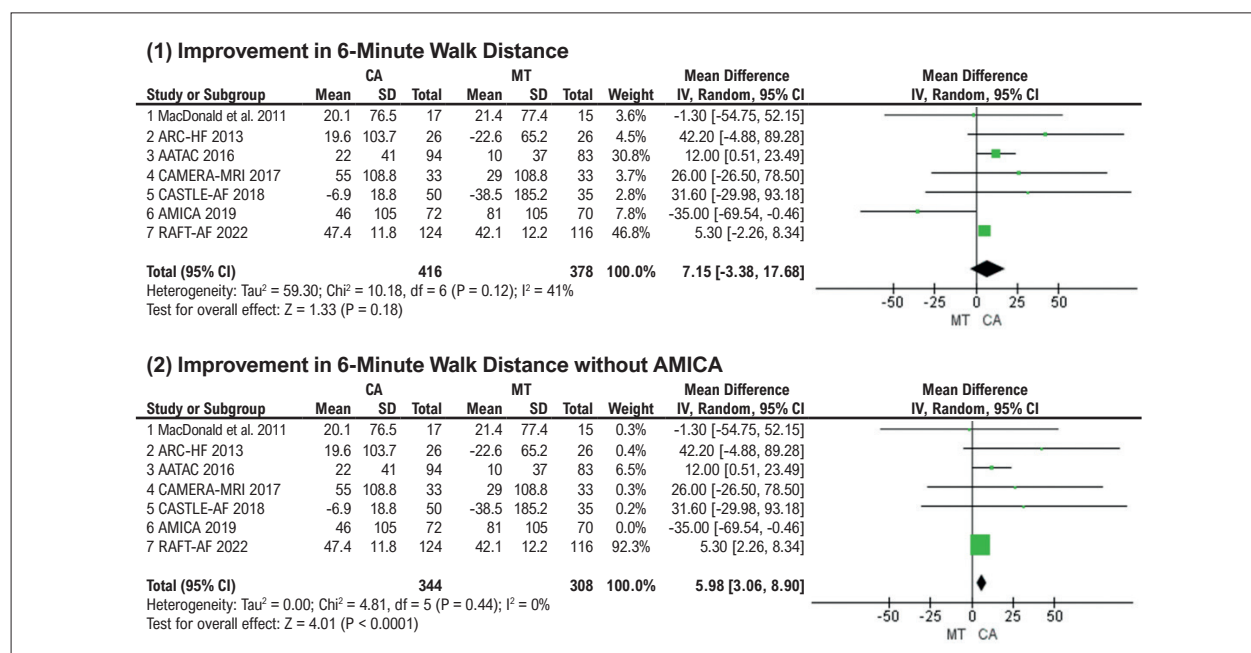 (1) Improvement in 6-Minute Walk Distance
CA MT Mean Difference Mean Difference
Study or Subgroup Mean SD Total Mean SD Total Weight IV, Random, 95% CI IV, Random, 95% CI
1 MacDonald et al. 2011 20.1 76.5 17 21.4 77.4 15 3.6% -1.30 [-54.75, 52.15]
2 ARC-HF 2013 19.6 103.7 26 -22.6 65.2 26 4.5% 42.20 [-4.88, 89.28]
3 AATAC 2016 22 41 94 10 37 83 30.8% 12.00 [0.51, 23.49]
4 CAMERA-MRI 2017 55 108.8 33 29 108.8 33 3.7% 26.00 [-26.50, 78.50]
5 CASTLE-AF 2018 -6.9 18.8 50 -38.5 185.2 35 2.8% 31.60 [-29.98, 93.18]
6 AMICA 2019 46 105 72 81 105 70 7.8% -35.00 [-69.54, -0.46]
7 RAFT-AF 2022 47.4 11.8 124 42.1 12.2 116 46.8% 5.30 [-2.26, 8.34]
Total (95% CI) 416 378 100.0% 7.15 [-3.38, 17.68]
Heterogeneity: Tau² = 59.30; Chi² = 10.18, df = 6 (P = 0.12); I² = 41%
Test for overall effect: Z = 1.33 (P = 0.18)
-50 -25 0 25 50
MT CA
(2) Improvement in 6-Minute Walk Distance without AMICA
CA MT Mean Difference Mean Difference
Study or Subgroup Mean SD Total Mean SD Total Weight IV, Random, 95% CI IV, Random, 95% CI
1 MacDonald et al. 2011 20.1 76.5 17 21.4 77.4 15 0.3% -1.30 [-54.75, 52.15]
2 ARC-HF 2013 19.6 103.7 26 -22.6 65.2 26 0.4% 42.20 [-4.88, 89.28]
3 AATAC 2016 22 41 94 10 37 83 6.5% 12.00 [0.51, 23.49]
4 CAMERA-MRI 2017 55 108.8 33 29 108.8 33 0.3% 26.00 [-26.50, 78.50]
5 CASTLE-AF 2018 -6.9 18.8 50 -38.5 185.2 35 0.2% 31.60 [-29.98, 93.18]
6 AMICA 2019 46 105 72 81 105 70 0.0% -35.00 [-69.54, -0.46]
7 RAFT-AF 2022 47.4 11.8 124 42.1 12.2 116 92.3% 5.30 [2.26, 8.34]
Total (95% CI) 344 308 100.0% 5.98 [3.06, 8.90]
Heterogeneity: Tau² = 0.00; Chi² = 4.81, df = 5 (P = 0.44); I² = 0%
Test for overall effect: Z = 4.01 (P < 0.0001)
-50 -25 0 25 50
MT CA